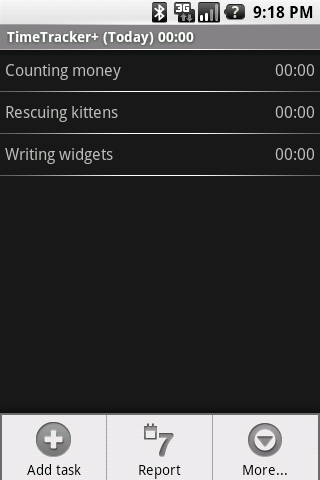 3G 9:18 PM
TimeTracker+ (Today) 00:00
Counting money 00:00
Rescuing kittens 00:00
Writing widgets 00:00
7
Add task Report More...